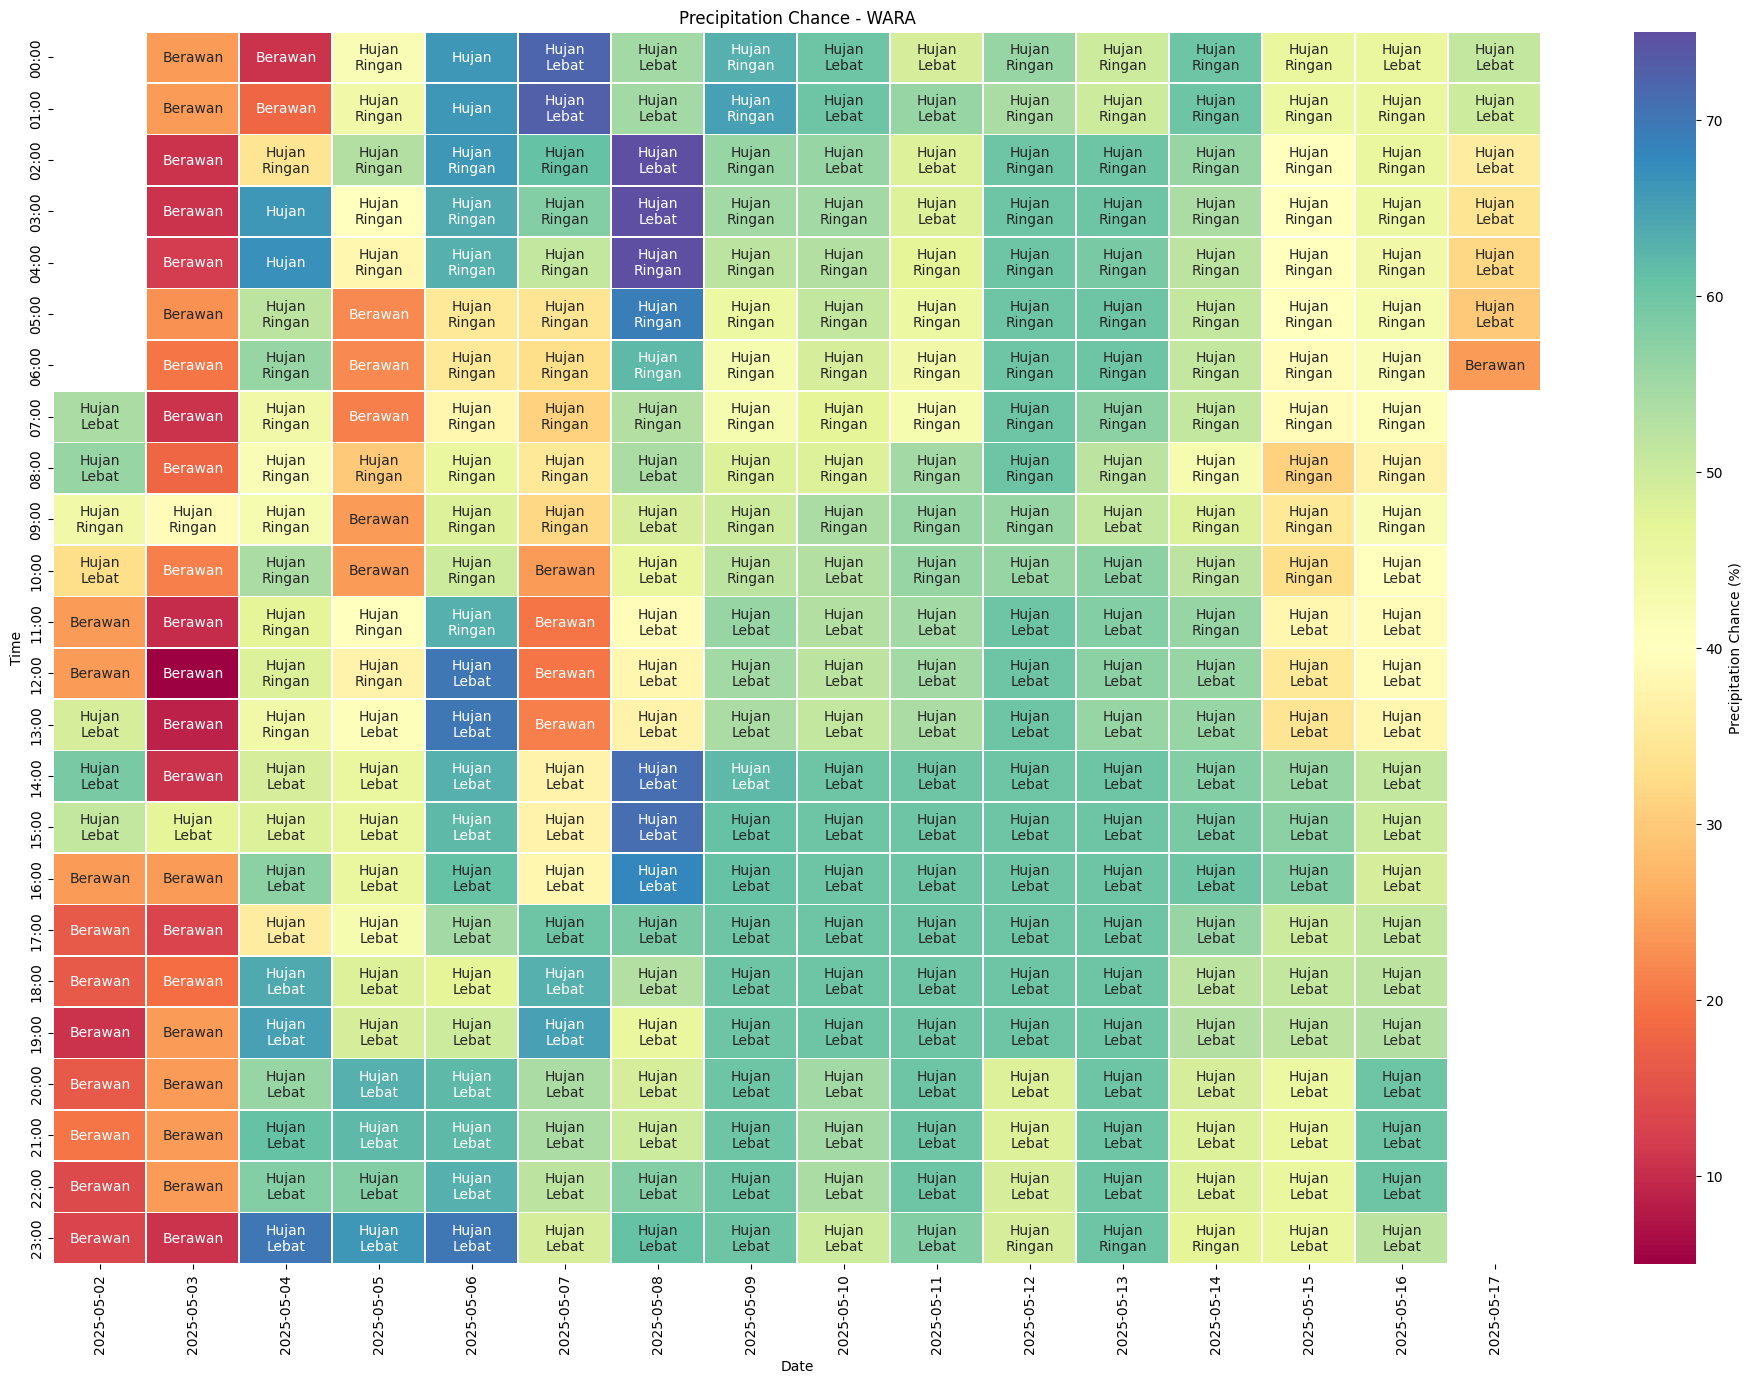 Precipitation Chance - WARA
00:00 Berawan Berawan Hujan Ringan Hujan Hujan Lebat Hujan Lebat Hujan Ringan Hujan Lebat Hujan Lebat Hujan Ringan Hujan Ringan Hujan Ringan Hujan Ringan Hujan Lebat Hujan Lebat
01:00 Berawan Berawan Hujan Ringan Hujan Hujan Lebat Hujan Lebat Hujan Ringan Hujan Lebat Hujan Lebat Hujan Ringan Hujan Ringan Hujan Ringan Hujan Ringan Hujan Ringan Hujan Lebat
02:00 Berawan Hujan Ringan Hujan Ringan Hujan Ringan Hujan Ringan Hujan Lebat Hujan Ringan Hujan Lebat Hujan Lebat Hujan Ringan Hujan Ringan Hujan Ringan Hujan Ringan Hujan Ringan Hujan Lebat
03:00 Berawan Hujan Hujan Ringan Hujan Ringan Hujan Ringan Hujan Lebat Hujan Ringan Hujan Ringan Hujan Lebat Hujan Ringan Hujan Ringan Hujan Ringan Hujan Ringan Hujan Ringan Hujan Lebat
04:00 Berawan Hujan Hujan Ringan Hujan Ringan Hujan Ringan Hujan Ringan Hujan Ringan Hujan Ringan Hujan Ringan Hujan Ringan Hujan Ringan Hujan Ringan Hujan Ringan Hujan Ringan Hujan Lebat
05:00 Berawan Hujan Ringan Berawan Hujan Ringan Hujan Ringan Hujan Ringan Hujan Ringan Hujan Ringan Hujan Ringan Hujan Ringan Hujan Ringan Hujan Ringan Hujan Ringan Hujan Ringan Hujan Lebat
06:00 Berawan Hujan Ringan Berawan Hujan Ringan Hujan Ringan Hujan Ringan Hujan Ringan Hujan Ringan Hujan Ringan Hujan Ringan Hujan Ringan Hujan Ringan Hujan Ringan Hujan Ringan Berawan
07:00 Hujan Lebat Berawan Hujan Ringan Berawan Hujan Ringan Hujan Ringan Hujan Ringan Hujan Ringan Hujan Ringan Hujan Ringan Hujan Ringan Hujan Ringan Hujan Ringan Hujan Ringan Hujan Ringan
08:00 Hujan Lebat Berawan Hujan Ringan Hujan Ringan Hujan Ringan Hujan Ringan Hujan Lebat Hujan Ringan Hujan Ringan Hujan Ringan Hujan Ringan Hujan Ringan Hujan Ringan Hujan Ringan Hujan Ringan
09:00 Hujan Ringan Hujan Ringan Hujan Ringan Berawan Hujan Ringan Hujan Ringan Hujan Lebat Hujan Ringan Hujan Ringan Hujan Ringan Hujan Ringan Hujan Lebat Hujan Ringan Hujan Ringan Hujan Ringan
10:00 Hujan Lebat Berawan Hujan Ringan Berawan Hujan Ringan Berawan Hujan Lebat Hujan Ringan Hujan Lebat Hujan Ringan Hujan Lebat Hujan Lebat Hujan Ringan Hujan Ringan Hujan Lebat
11:00 Berawan Berawan Hujan Ringan Hujan Ringan Hujan Ringan Berawan Hujan Lebat Hujan Lebat Hujan Lebat Hujan Lebat Hujan Lebat Hujan Lebat Hujan Ringan Hujan Lebat Hujan Lebat
12:00 Berawan Berawan Hujan Ringan Hujan Ringan Hujan Lebat Berawan Hujan Lebat Hujan Lebat Hujan Lebat Hujan Lebat Hujan Lebat Hujan Lebat Hujan Lebat Hujan Lebat Hujan Lebat
13:00 Hujan Lebat Berawan Hujan Ringan Hujan Lebat Hujan Lebat Berawan Hujan Lebat Hujan Lebat Hujan Lebat Hujan Lebat Hujan Lebat Hujan Lebat Hujan Lebat Hujan Lebat Hujan Lebat
14:00 Hujan Lebat Berawan Hujan Lebat Hujan Lebat Hujan Lebat Hujan Lebat Hujan Lebat Hujan Lebat Hujan Lebat Hujan Lebat Hujan Lebat Hujan Lebat Hujan Lebat Hujan Lebat Hujan Lebat
15:00 Hujan Lebat Hujan Lebat Hujan Lebat Hujan Lebat Hujan Lebat Hujan Lebat Hujan Lebat Hujan Lebat Hujan Lebat Hujan Lebat Hujan Lebat Hujan Lebat Hujan Lebat Hujan Lebat Hujan Lebat
16:00 Berawan Berawan Hujan Lebat Hujan Lebat Hujan Lebat Hujan Lebat Hujan Lebat Hujan Lebat Hujan Lebat Hujan Lebat Hujan Lebat Hujan Lebat Hujan Lebat Hujan Lebat Hujan Lebat
17:00 Berawan Berawan Hujan Lebat Hujan Lebat Hujan Lebat Hujan Lebat Hujan Lebat Hujan Lebat Hujan Lebat Hujan Lebat Hujan Lebat Hujan Lebat Hujan Lebat Hujan Lebat Hujan Lebat
18:00 Berawan Berawan Hujan Lebat Hujan Lebat Hujan Lebat Hujan Lebat Hujan Lebat Hujan Lebat Hujan Lebat Hujan Lebat Hujan Lebat Hujan Lebat Hujan Lebat Hujan Lebat Hujan Lebat
19:00 Berawan Berawan Hujan Lebat Hujan Lebat Hujan Lebat Hujan Lebat Hujan Lebat Hujan Lebat Hujan Lebat Hujan Lebat Hujan Lebat Hujan Lebat Hujan Lebat Hujan Lebat Hujan Lebat
20:00 Berawan Berawan Hujan Lebat Hujan Lebat Hujan Lebat Hujan Lebat Hujan Lebat Hujan Lebat Hujan Lebat Hujan Lebat Hujan Lebat Hujan Lebat Hujan Lebat Hujan Lebat Hujan Lebat
21:00 Berawan Berawan Hujan Lebat Hujan Lebat Hujan Lebat Hujan Lebat Hujan Lebat Hujan Lebat Hujan Lebat Hujan Lebat Hujan Lebat Hujan Lebat Hujan Lebat Hujan Lebat Hujan Lebat
22:00 Berawan Berawan Hujan Lebat Hujan Lebat Hujan Lebat Hujan Lebat Hujan Lebat Hujan Lebat Hujan Lebat Hujan Lebat Hujan Lebat Hujan Lebat Hujan Lebat Hujan Lebat Hujan Lebat
23:00 Berawan Berawan Hujan Lebat Hujan Lebat Hujan Lebat Hujan Lebat Hujan Lebat Hujan Lebat Hujan Lebat Hujan Lebat Hujan Ringan Hujan Ringan Hujan Ringan Hujan Lebat Hujan Lebat
Time
2025-05-02 2025-05-03 2025-05-04 2025-05-05 2025-05-06 2025-05-07 2025-05-08 2025-05-09 2025-05-10 2025-05-11 2025-05-12 2025-05-13 2025-05-14 2025-05-15 2025-05-16 2025-05-17
Date
70
60
50
40
30
20
10
Precipitation Chance (%)